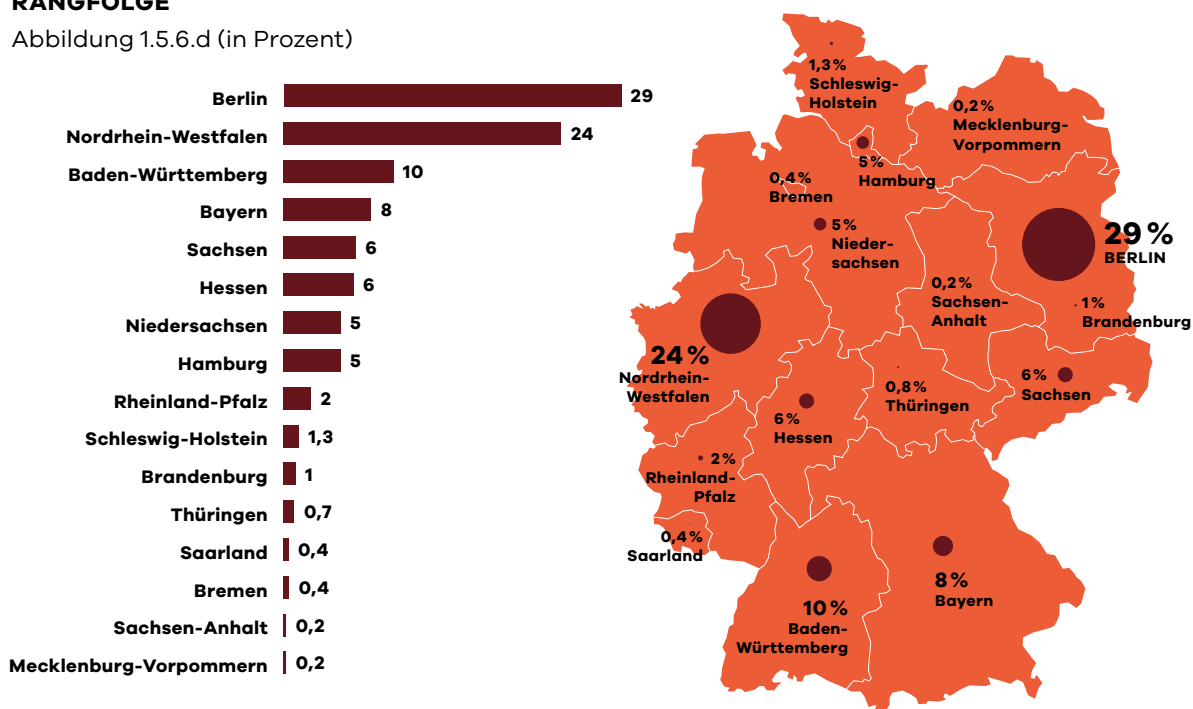 RANGFOLGE
Abbildung 1.5.6.d (in Prozent)
Berlin 29
Nordrhein-Westfalen 24
Baden-Württemberg 10
Bayern 8
Sachsen 6
Hessen 6
Niedersachsen 5
Hamburg 5
Rheinland-Pfalz 2
Schleswig-Holstein 1,3
Brandenburg 1
Thüringen 0,7
Saarland 0,4
Bremen 0,4
Sachsen-Anhalt 0,2
Mecklenburg-Vorpommern 0,2
1,3%
Schleswig-
Holstein
0,2%
Mecklenburg-
Vorpommern
5%
Hamburg
0,4%
Bremen
5%
Nieder-
sachsen
29%
BERLIN
0,2%
Sachsen-
Anhalt
1%
Brandenburg
24%
Nordrhein-
Westfalen
6%
Hessen
0,8%
Thüringen
6%
Sachsen
2%
Rheinland-
Pfalz
0,4%
Saarland
10%
Baden-
Württemberg
8%
Bayern